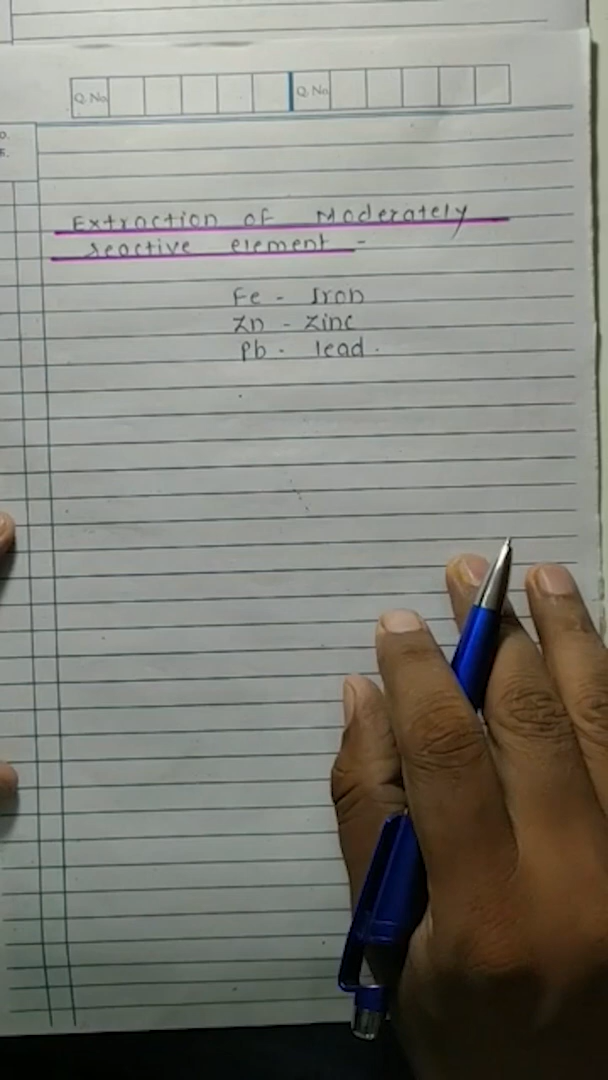 Q.No
Q.No
Extraction of Moderately
reactive element -
Fe - Iron
Zn - Zinc
Pb - lead.